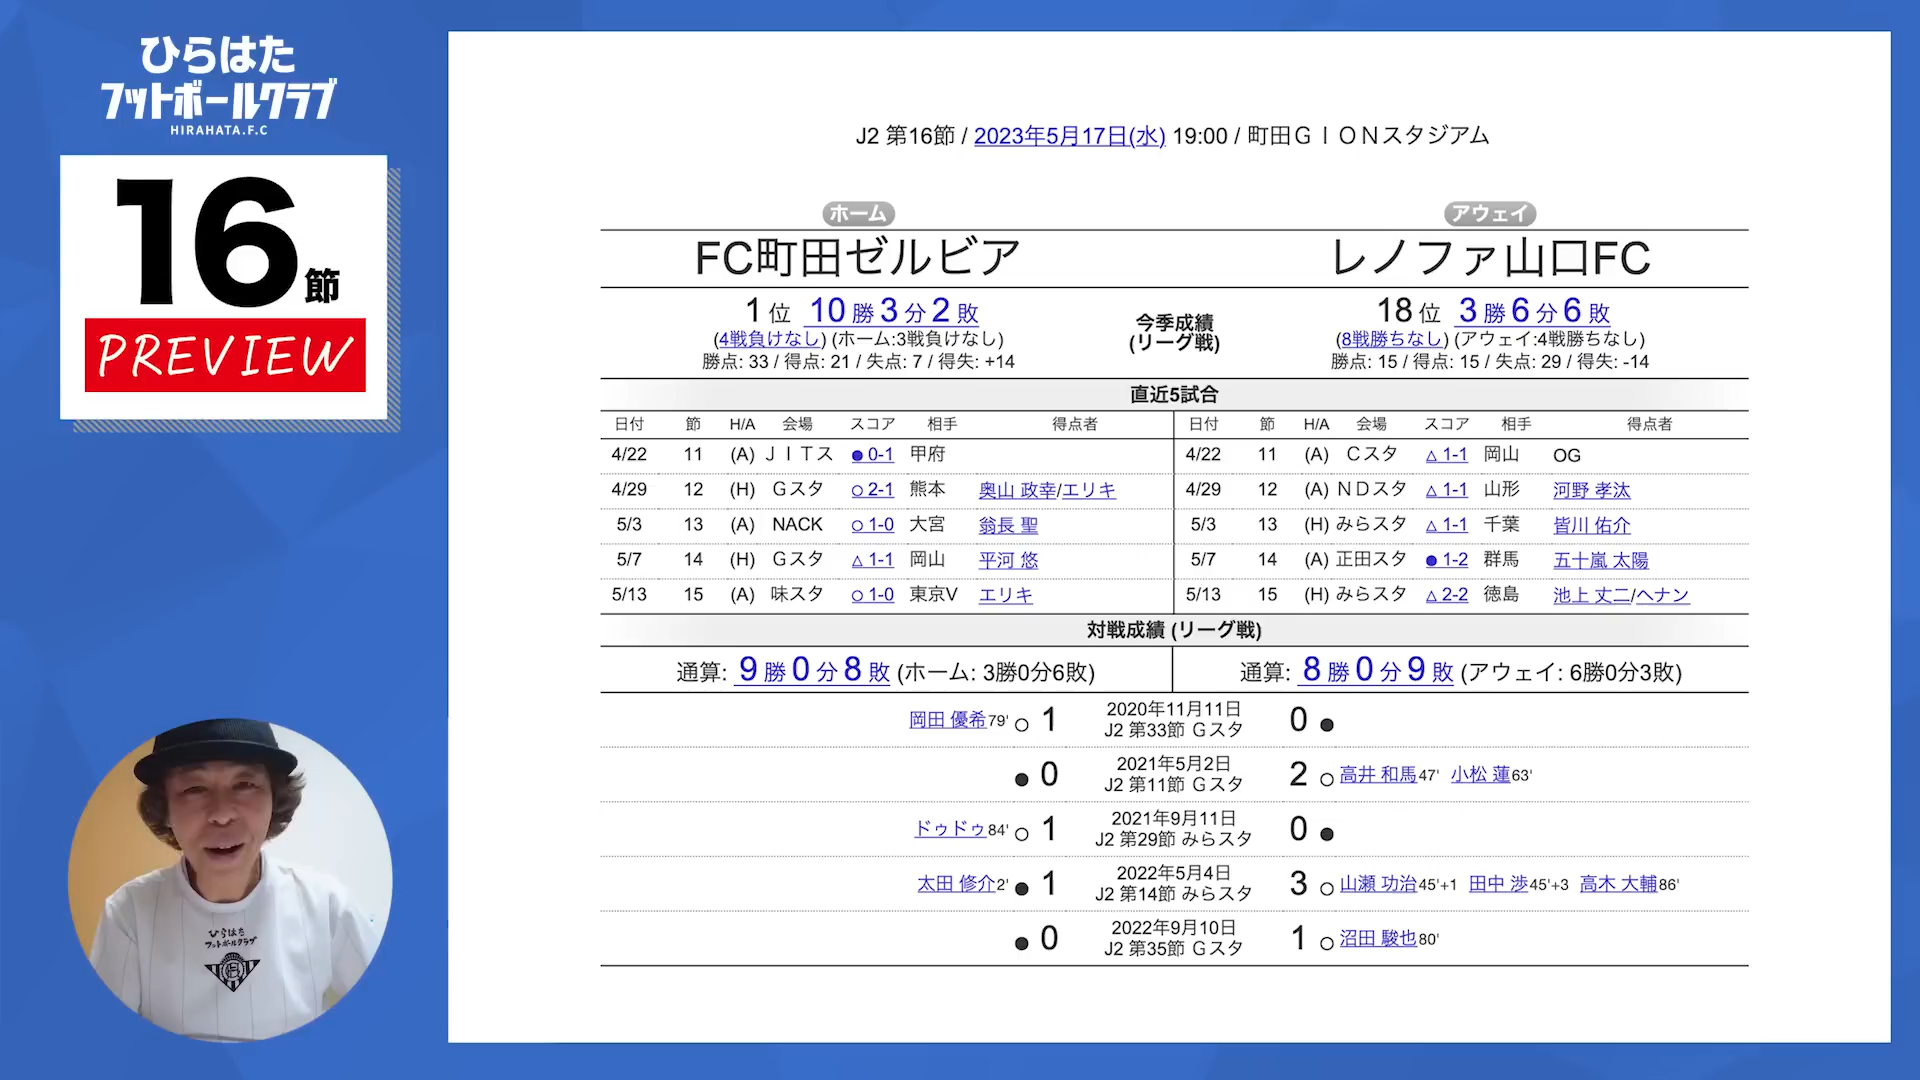 ひらはた
フットボールクラブ
HIRAHATA.F.C
16節
PREVIEW
J2 第16節 / 2023年5月17日(水) 19:00 / 町田ＧＩＯＮスタジアム
ホーム アウェイ
FC町田ゼルビア レノファ山口FC
1 位 10 勝 3 分 2 敗 今季成績 (リーグ戦) 18 位 3 勝 6 分 6 敗
(4戦負けなし) (ホーム:3戦負けなし) (8戦勝ちなし) (アウェイ:4戦勝ちなし)
勝点: 33 / 得点: 21 / 失点: 7 / 得失: +14 勝点: 15 / 得点: 15 / 失点: 29 / 得失: -14
直近5試合
日付 節 H/A 会場 スコア 相手 得点者 日付 節 H/A 会場 スコア 相手 得点者
4/22 11 (A) ＪＩＴス ●0-1 甲府 4/22 11 (A) Ｃスタ △1-1 岡山 OG
4/29 12 (H) Ｇスタ ○2-1 熊本 奥山 政幸/エリキ 4/29 12 (A) ＮＤスタ △1-1 山形 河野 孝汰
5/3 13 (A) NACK ○1-0 大宮 翁長 聖 5/3 13 (H) みらスタ △1-1 千葉 皆川 佑介
5/7 14 (H) Ｇスタ △1-1 岡山 平河 悠 5/7 14 (A) 正田スタ ●1-2 群馬 五十嵐 太陽
5/13 15 (A) 味スタ ○1-0 東京V エリキ 5/13 15 (H) みらスタ △2-2 徳島 池上 丈二/ヘナン
対戦成績 (リーグ戦)
通算: 9 勝 0 分 8 敗 (ホーム: 3勝0分6敗) 通算: 8 勝 0 分 9 敗 (アウェイ: 6勝0分3敗)
岡田 優希79' ○ 1 2020年11月11日 J2 第33節 Ｇスタ 0 ●
● 0 2021年5月2日 J2 第11節 Ｇスタ 2 ○ 高井 和馬47' 小松 蓮63'
ドゥドゥ84' ○ 1 2021年9月11日 J2 第29節 みらスタ 0 ●
太田 修介2' ● 1 2022年5月4日 J2 第14節 みらスタ 3 ○ 山瀬 功治45'+1 田中 渉45'+3 高木 大輔86'
● 0 2022年9月10日 J2 第35節 Ｇスタ 1 ○ 沼田 駿也80'
ひらはた
フットボールクラブ